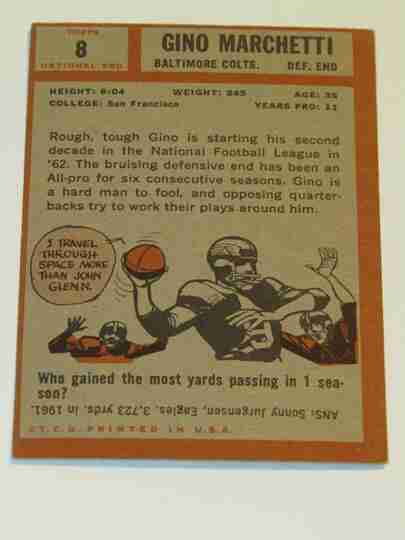 TOPPS
8
NATIONAL END
GINO MARCHETTI
BALTIMORE COLTS. DEF. END
HEIGHT: 6:04 WEIGHT: 245 AGE: 35
COLLEGE: San Francisco YEARS PRO: 11
Rough, tough Gino is starting his second
decade in the National Football League in
'62. The bruising defensive end has been an
All-pro for six consecutive seasons. Gino is
a hard man to fool, and opposing quarter-
backs try to work their plays around him.
I TRAVEL
THROUGH
SPACE MORE
THAN JOHN
GLENN.
Who gained the most yards passing in 1 sea-
son?
ANS: Sonny Jurgensen, Eagles. 3,723 yrds. in 1961.
©T.C.G. PRINTED IN U.S.A.